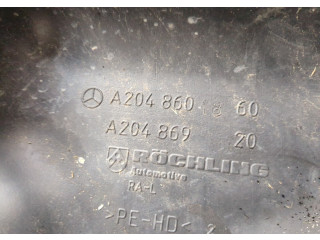 A204 860 60
A204 869 20
RÖCHLING
Automotive
RA-L
>PE-HD<